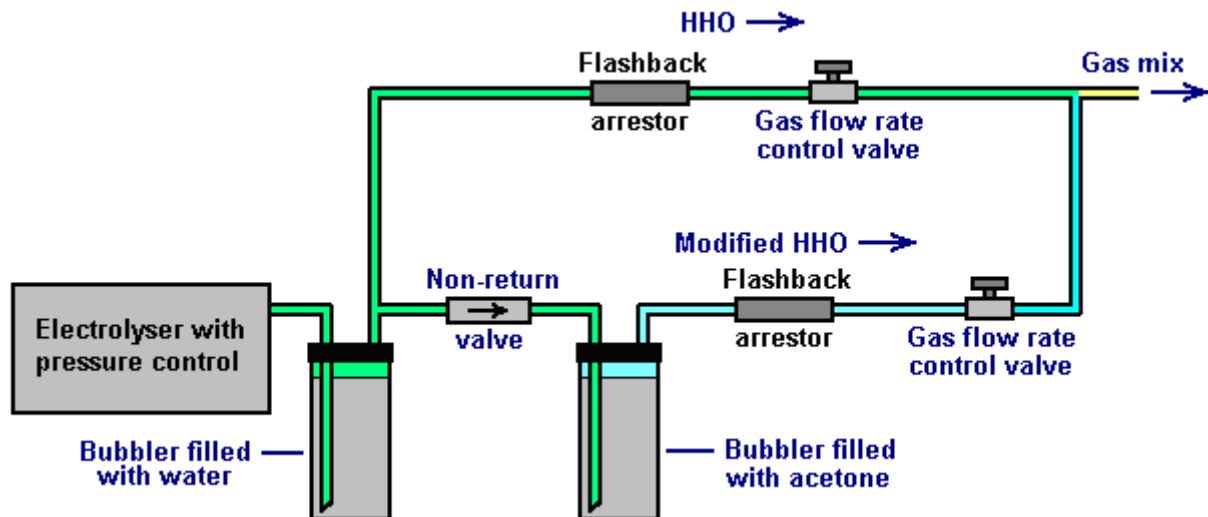 HHO
Flashback
arrestor
Gas flow rate
control valve
Gas mix
Modified HHO
Flashback
arrestor
Gas flow rate
control valve
Non-return
valve
Electrolyser with
pressure control
Bubbler filled
with water
Bubbler filled
with acetone